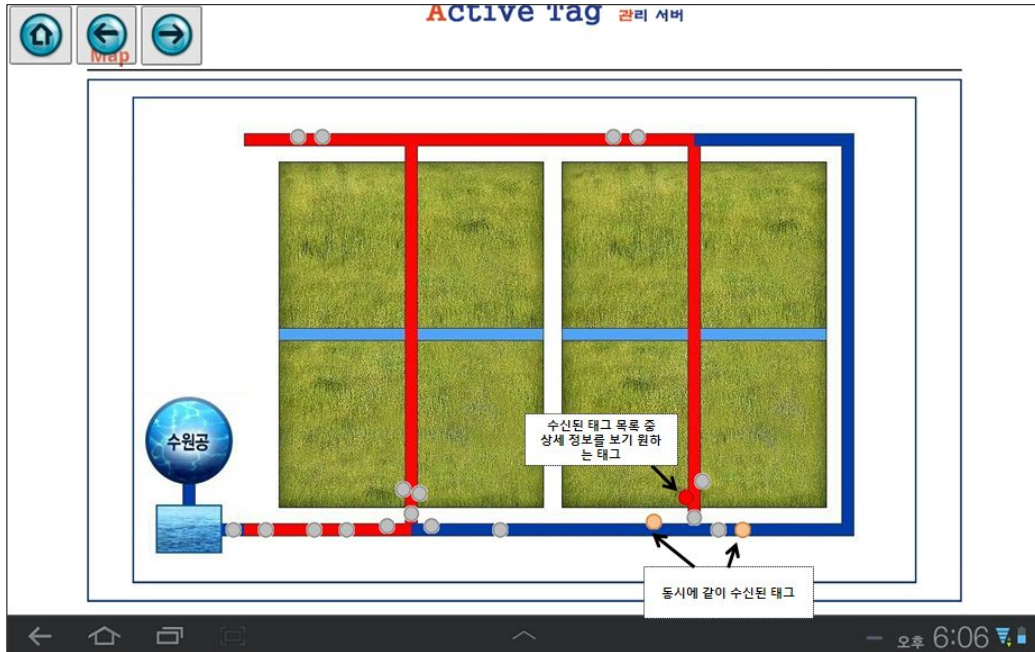 Active Tag 관리 서버
Map
수원공
수신된 태그 목록 중
상세 정보를 보기 원하
는 태그
동시에 같이 수신된 태그
오후 6:06